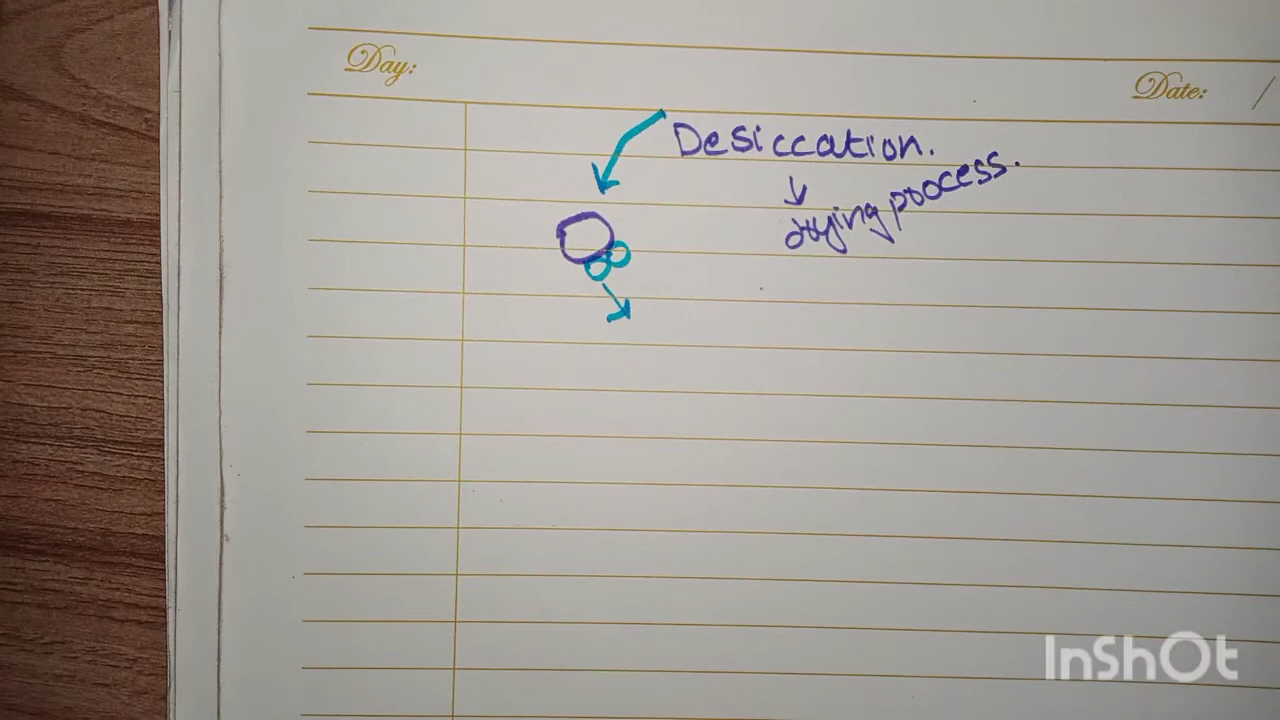 Day:
Date: /
Desiccation.
drying process.
InShOt